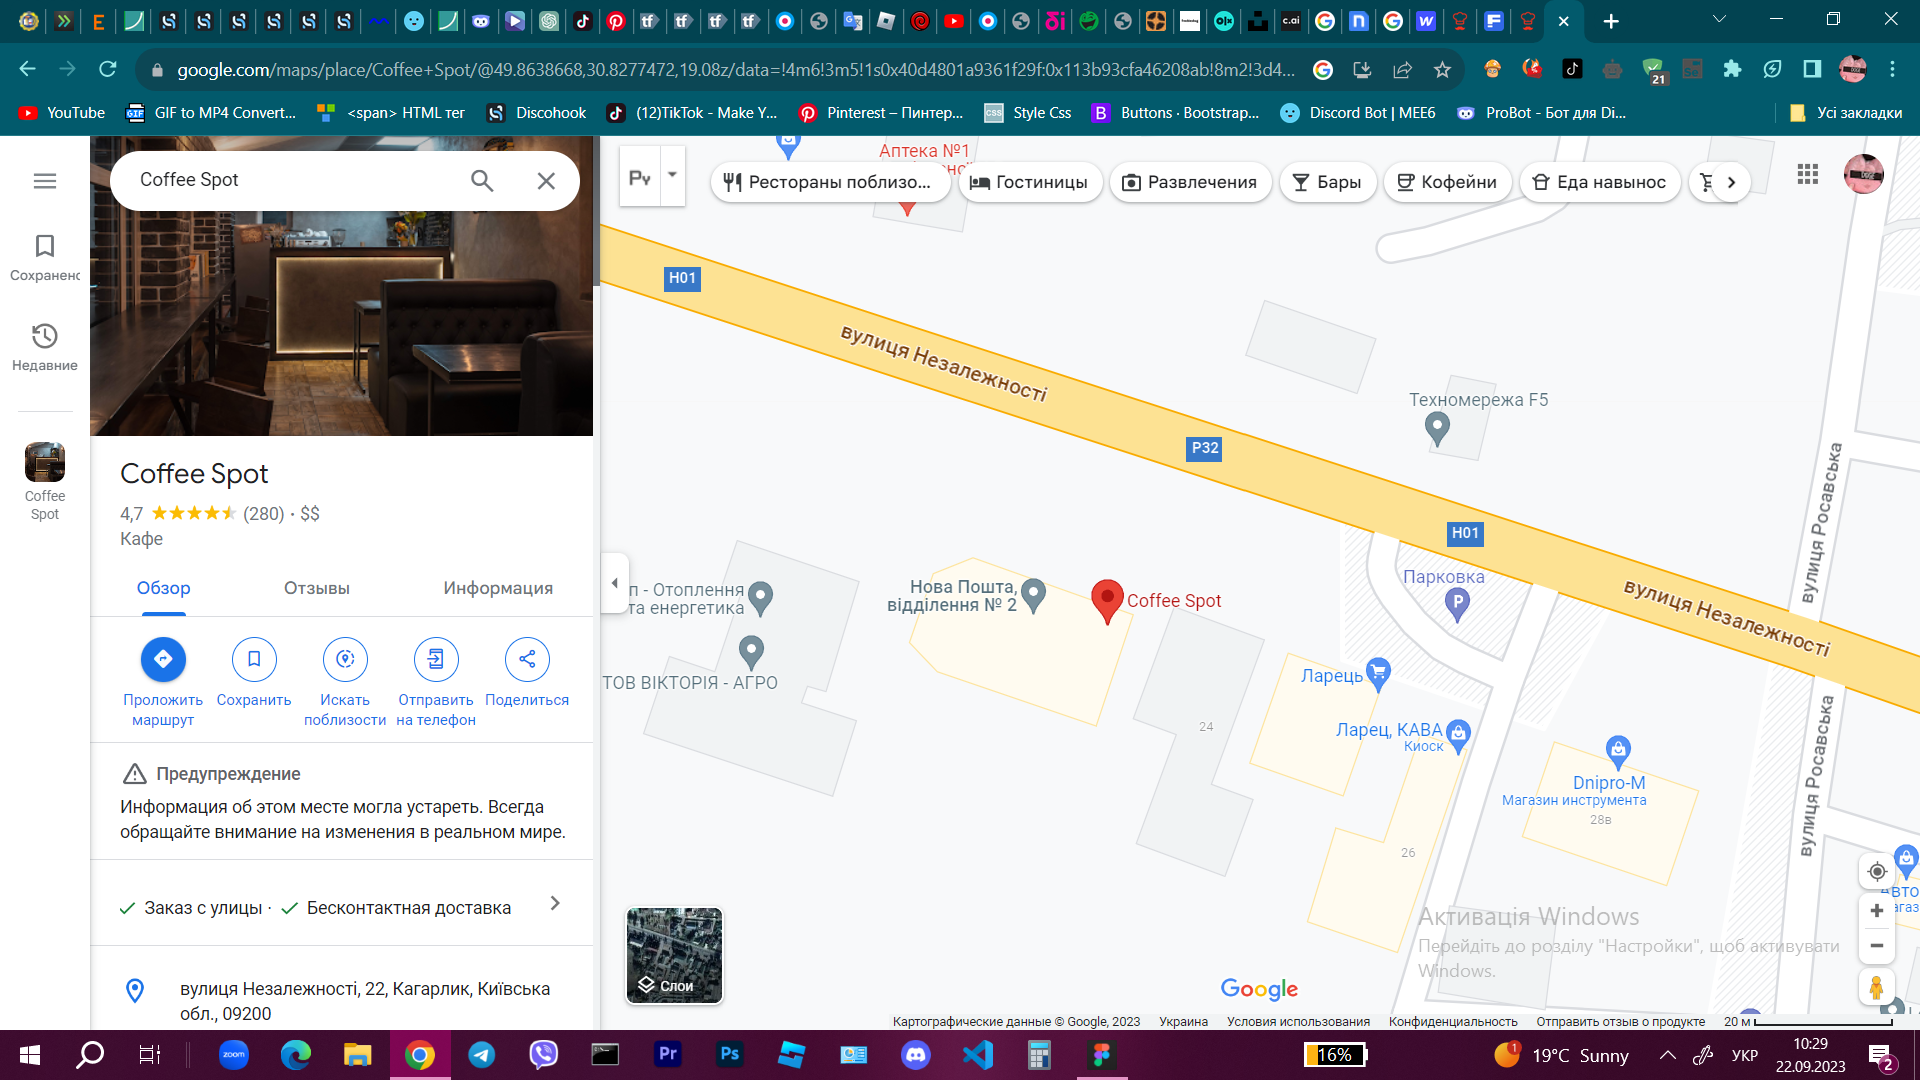 google.com/maps/place/Coffee+Spot/@49.8638668,30.8277472,19.08z/data=!4m6!3m5!1s0x40d4801a9361f29f:0x113b93cfa46208ab!8m2!3d4...
21
YouTube
GIF to MP4 Convert...
<span> HTML тег
Discohook
(12)TikTok - Make Y...
Pinterest – Пинтер...
Style Css
Buttons · Bootstrap...
Discord Bot | MEE6
ProBot - Бот для Di...
Усі закладки
Coffee Spot
Сохранено
Недавние
Coffee
Spot
Coffee Spot
4,7 (280) · $$
Кафе
Обзор
Отзывы
Информация
Проложить
маршрут
Сохранить
Искать
поблизости
Отправить
на телефон
Поделиться
Предупреждение
Информация об этом месте могла устареть. Всегда
обращайте внимание на изменения в реальном мире.
Заказ с улицы · Бесконтактная доставка
вулиця Незалежності, 22, Кагарлик, Київська
обл., 09200
Рестораны поблизо...
Гостиницы
Развлечения
Бары
Кофейни
Еда навынос
Аптека №1
H01
вулиця Незалежності
P32
Техномережа F5
H01
вулиця Росавська
Парковка
P
вулиця Незалежності
п - Отоплення
та енергетика
Нова Пошта,
відділення № 2
Coffee Spot
ТОВ ВІКТОРІЯ - АГРО
Ларець
24
Ларец, КАВА
Киоск
26
Dnipro-M
Магазин инструмента
28в
вулиця Росавська
Слои
Google
Активація Windows
Перейдіть до розділу "Настройки", щоб активувати
Windows.
Картографические данные © Google, 2023
Украина
Условия использования
Конфиденциальность
Отправить отзыв о продукте
20 м
zoom
Pr
Ps
16%
1
19°C Sunny
УКР
10:29
22.09.2023
2